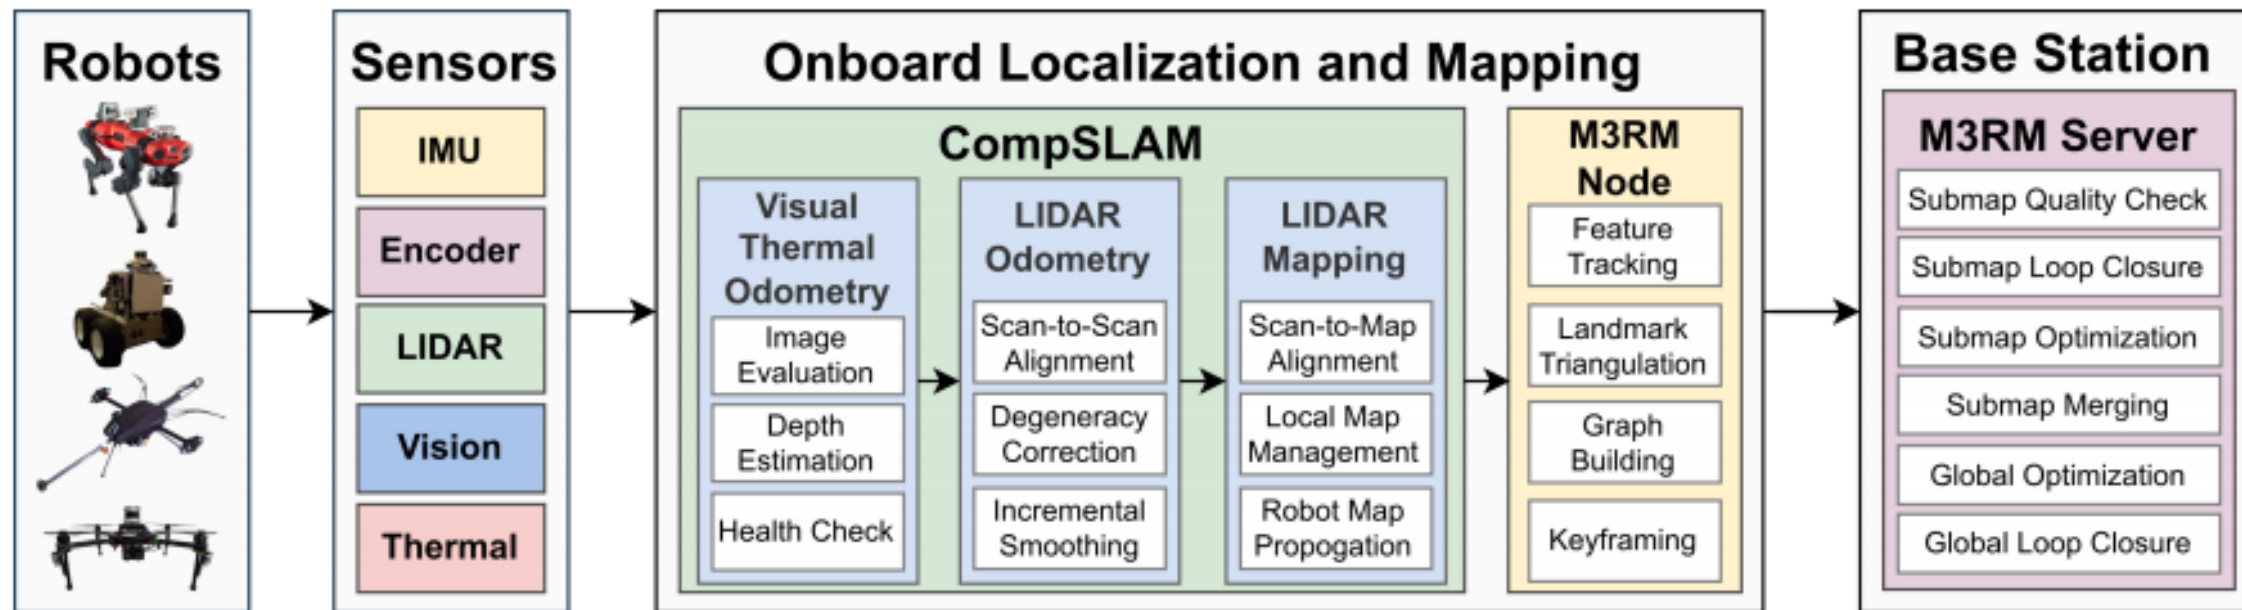 Robots
Sensors
IMU
Encoder
LIDAR
Vision
Thermal
Onboard Localization and Mapping
CompSLAM
Visual
Thermal
Odometry
Image
Evaluation
Depth
Estimation
Health Check
LIDAR
Odometry
Scan-to-Scan
Alignment
Degeneracy
Correction
Incremental
Smoothing
LIDAR
Mapping
Scan-to-Map
Alignment
Local Map
Management
Robot Map
Propogation
M3RM
Node
Feature
Tracking
Landmark
Triangulation
Graph
Building
Keyframing
Base Station
M3RM Server
Submap Quality Check
Submap Loop Closure
Submap Optimization
Submap Merging
Global Optimization
Global Loop Closure